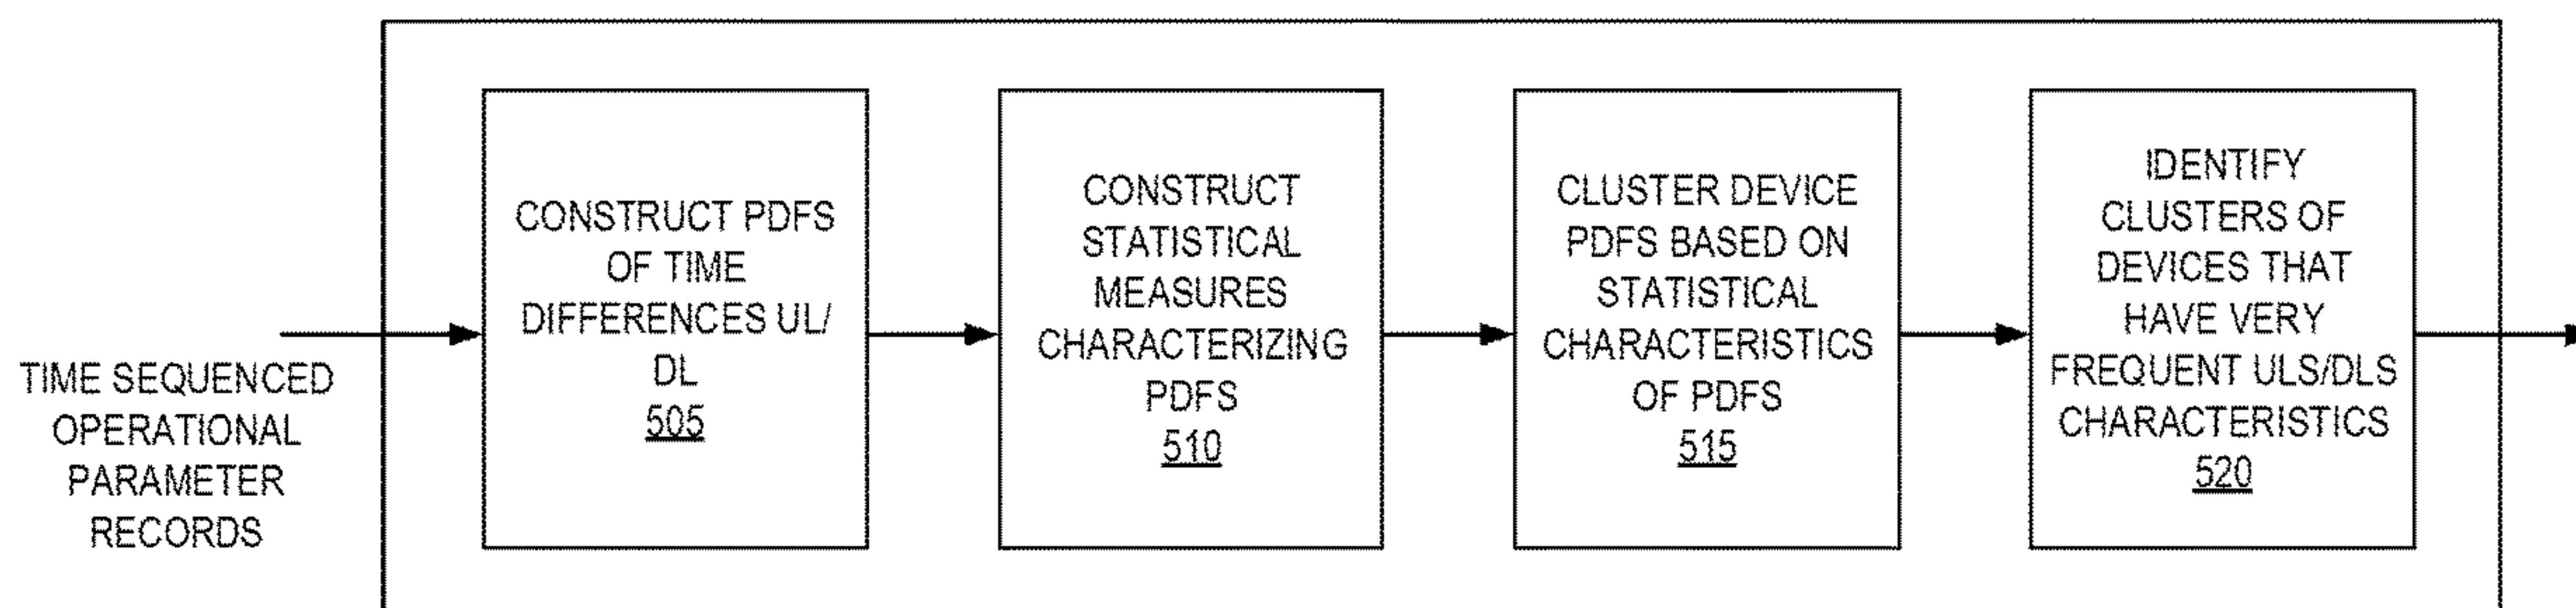 TIME SEQUENCED
OPERATIONAL
PARAMETER
RECORDS
CONSTRUCT PDFS
OF TIME
DIFFERENCES UL/
DL
505
CONSTRUCT
STATISTICAL
MEASURES
CHARACTERIZING
PDFS
510
CLUSTER DEVICE
PDFS BASED ON
STATISTICAL
CHARACTERISTICS
OF PDFS
515
IDENTIFY
CLUSTERS OF
DEVICES THAT
HAVE VERY
FREQUENT ULS/DLS
CHARACTERISTICS
520